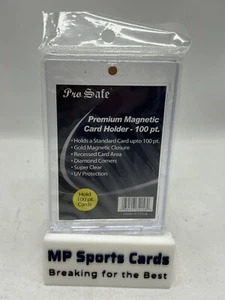 Pro Safe
Premium Magnetic
Card Holder - 100 pt.
• Holds a Standard Card upto 100 pt.
• Gold Magnetic Closure
• Recessed Card Area
• Diamond Corners
• Super Clear
• UV Protection
Hold
100 pt.
Cards
MP Sports Cards
Breaking for the Best